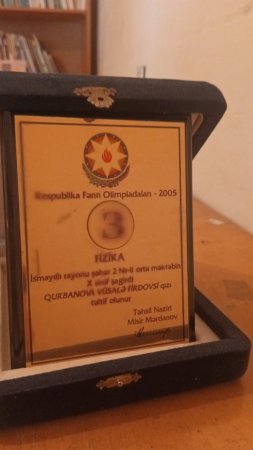 Respublika Fənn Olimpiadaları - 2005
3
FİZİKA
İsmayıllı rayonu şəhər 2 №-li orta məktəbin
X sinif şagirdi
QURBANOVA VÜSALƏ FİRDOVSİ qızı
təltif olunur
Təhsil Naziri
Misir Mərdanov